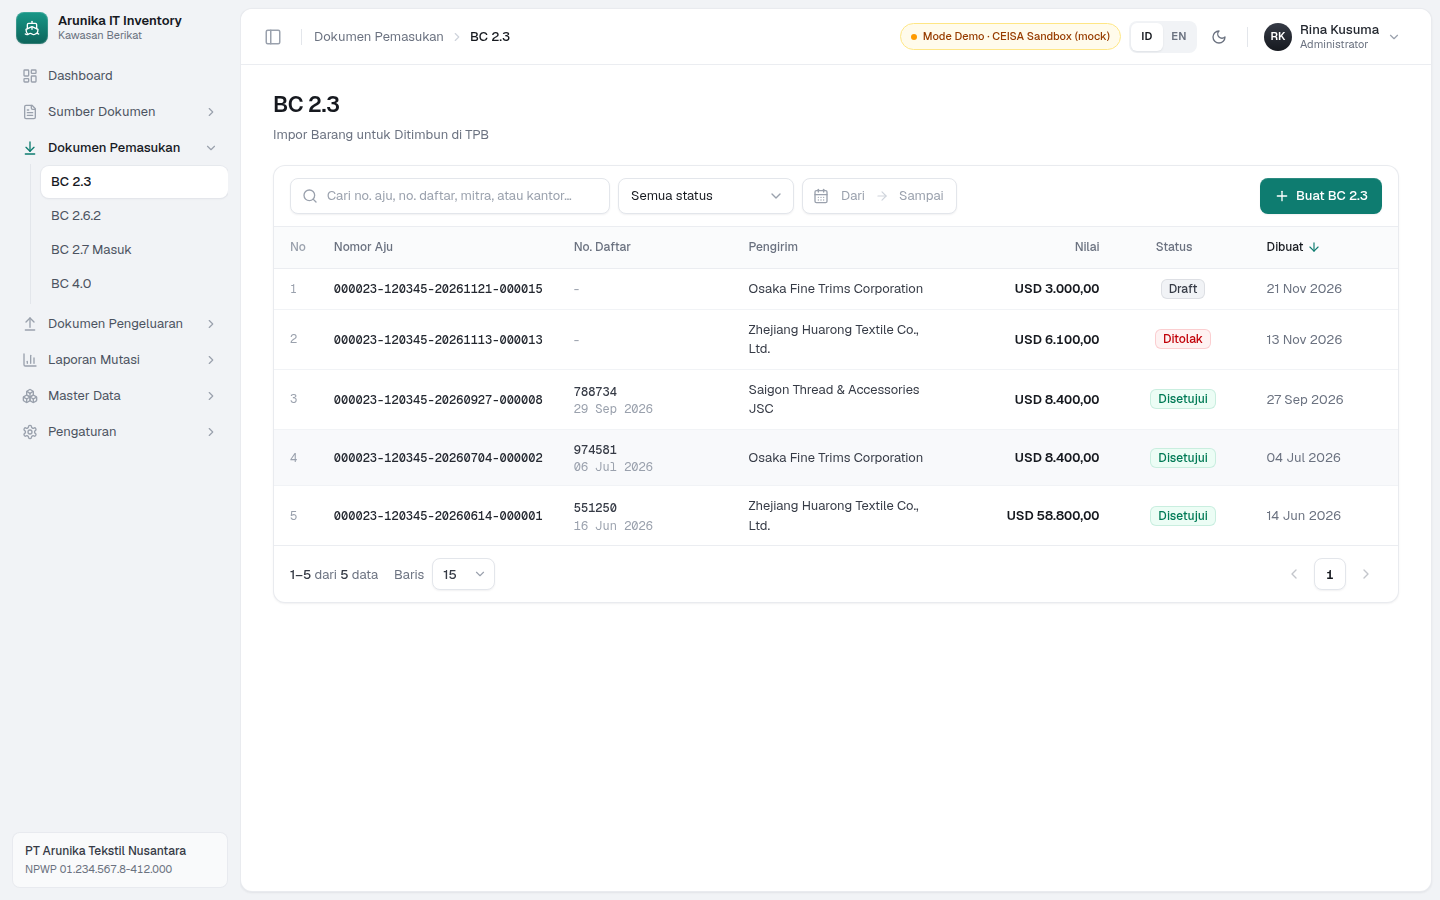 Arunika IT Inventory
Kawasan Berikat
Dashboard
Sumber Dokumen
Dokumen Pemasukan
BC 2.3
BC 2.6.2
BC 2.7 Masuk
BC 4.0
Dokumen Pengeluaran
Laporan Mutasi
Master Data
Pengaturan
PT Arunika Tekstil Nusantara
NPWP 01.234.567.8-412.000
Dokumen Pemasukan > BC 2.3
Mode Demo · CEISA Sandbox (mock)
ID EN
RK
Rina Kusuma
Administrator
BC 2.3
Impor Barang untuk Ditimbun di TPB
Cari no. aju, no. daftar, mitra, atau kantor...
Semua status
Dari → Sampai
+ Buat BC 2.3
No Nomor Aju No. Daftar Pengirim Nilai Status Dibuat ↓
1 000023-120345-20261121-000015 - Osaka Fine Trims Corporation USD 3.000,00 Draft 21 Nov 2026
2 000023-120345-20261113-000013 - Zhejiang Huarong Textile Co., Ltd. USD 6.100,00 Ditolak 13 Nov 2026
3 000023-120345-20260927-000008 788734 29 Sep 2026 Saigon Thread & Accessories JSC USD 8.400,00 Disetujui 27 Sep 2026
4 000023-120345-20260704-000002 974581 06 Jul 2026 Osaka Fine Trims Corporation USD 8.400,00 Disetujui 04 Jul 2026
5 000023-120345-20260614-000001 551250 16 Jun 2026 Zhejiang Huarong Textile Co., Ltd. USD 58.800,00 Disetujui 14 Jun 2026
1–5 dari 5 data Baris 15
1